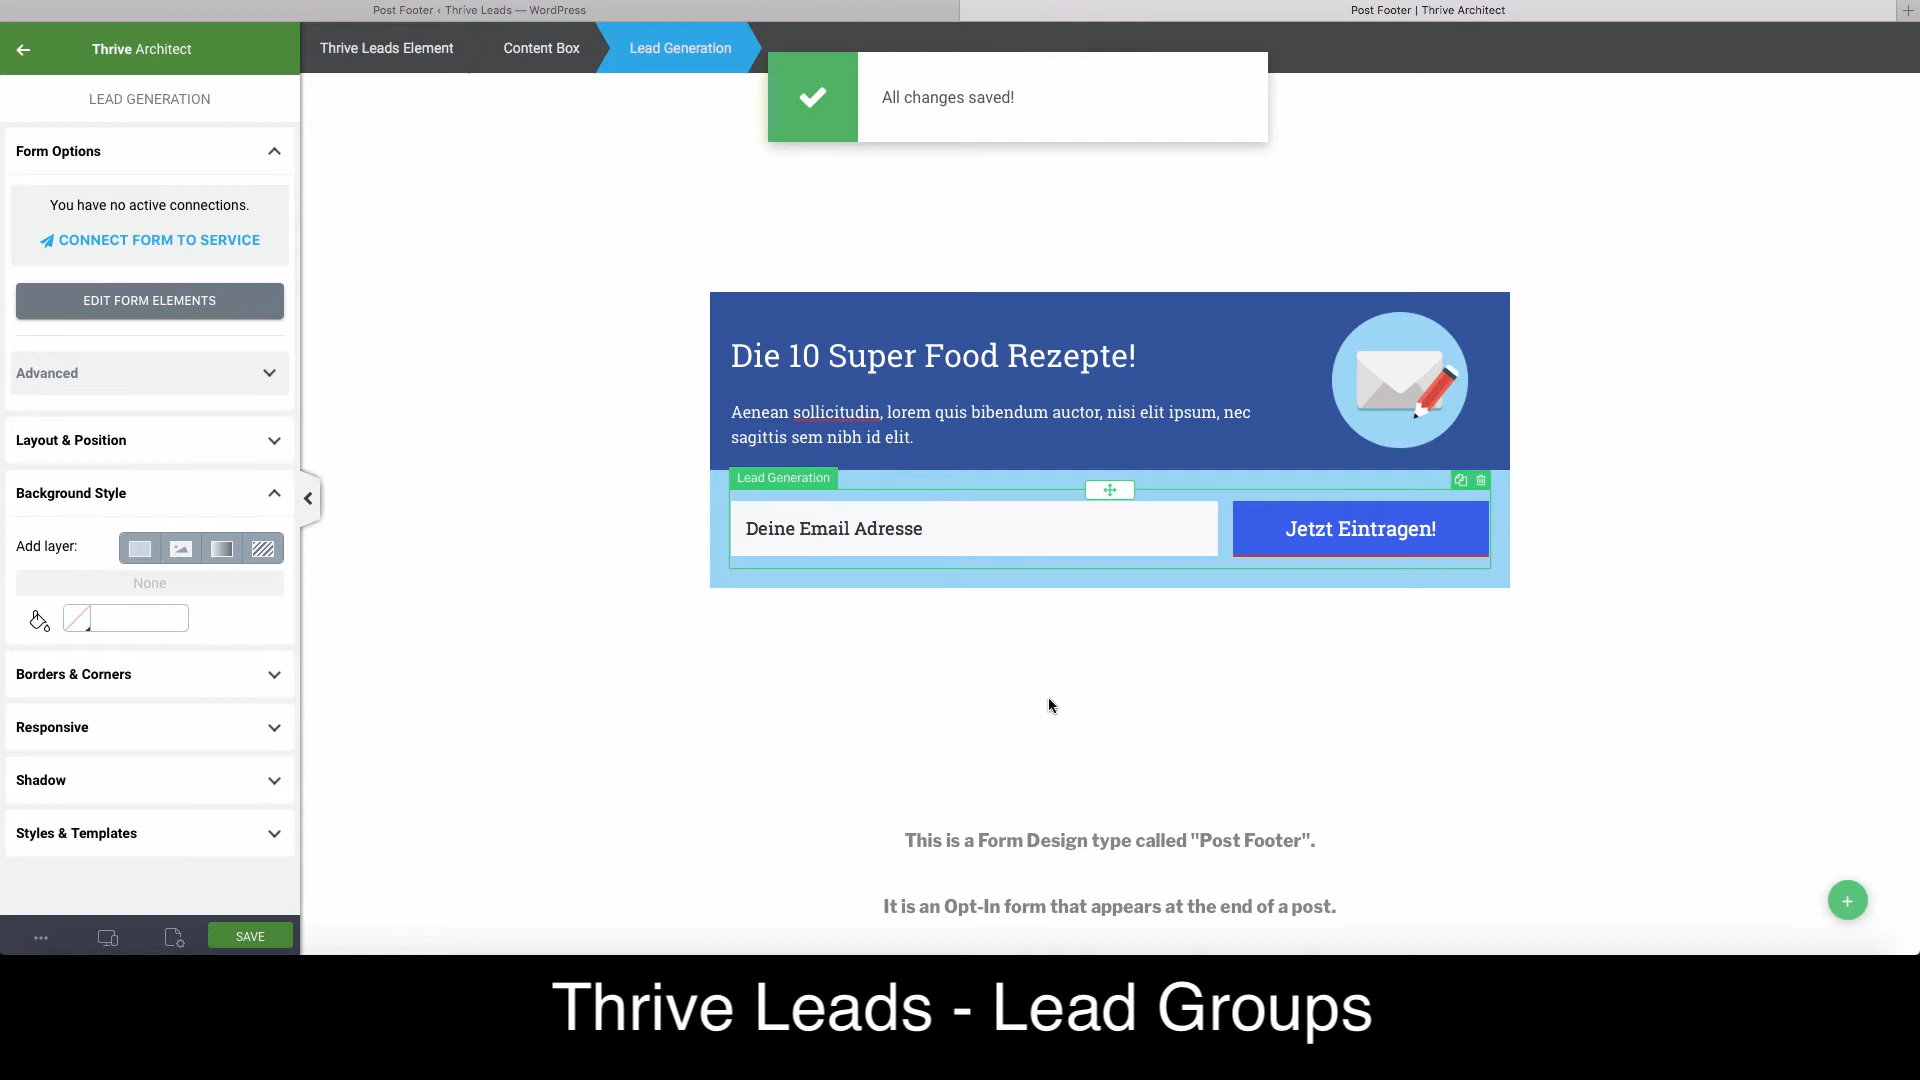 Post Footer ‹ Thrive Leads — WordPress
Post Footer | Thrive Architect
Thrive Architect
Thrive Leads Element
Content Box
Lead Generation
All changes saved!
LEAD GENERATION
Form Options
You have no active connections.
CONNECT FORM TO SERVICE
EDIT FORM ELEMENTS
Advanced
Layout & Position
Background Style
Add layer:
None
Borders & Corners
Responsive
Shadow
Styles & Templates
SAVE
Die 10 Super Food Rezepte!
Aenean sollicitudin, lorem quis bibendum auctor, nisi elit ipsum, nec
sagittis sem nibh id elit.
Lead Generation
Deine Email Adresse
Jetzt Eintragen!
This is a Form Design type called "Post Footer".
It is an Opt-In form that appears at the end of a post.
Thrive Leads - Lead Groups